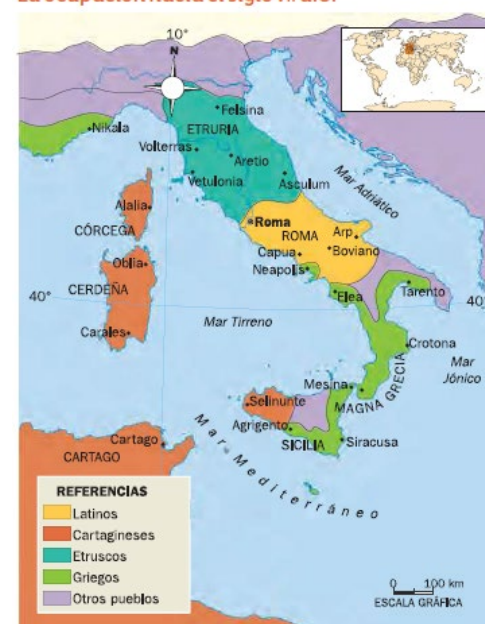 10°
N
Felsina
ETRURIA
Nikala
Volterras
Aretio
Vetulonia
Asculum
Mar Adriático
Alalia
CÓRCEGA
Roma
ROMA
Arp
Boviano
Capua
Neapolis
Oblia
CERDEÑA
40°
40°
Elea
Tarento
Mar Tirreno
Carales
Crotona
Mar Jónico
Mesina
MAGNA GRECIA
Selinunte
Agrigento
SICILIA
Siracusa
Cartago
CARTAGO
Mar Mediterráneo
REFERENCIAS
Latinos
Cartagineses
Etruscos
Griegos
Otros pueblos
0 100 km
ESCALA GRÁFICA